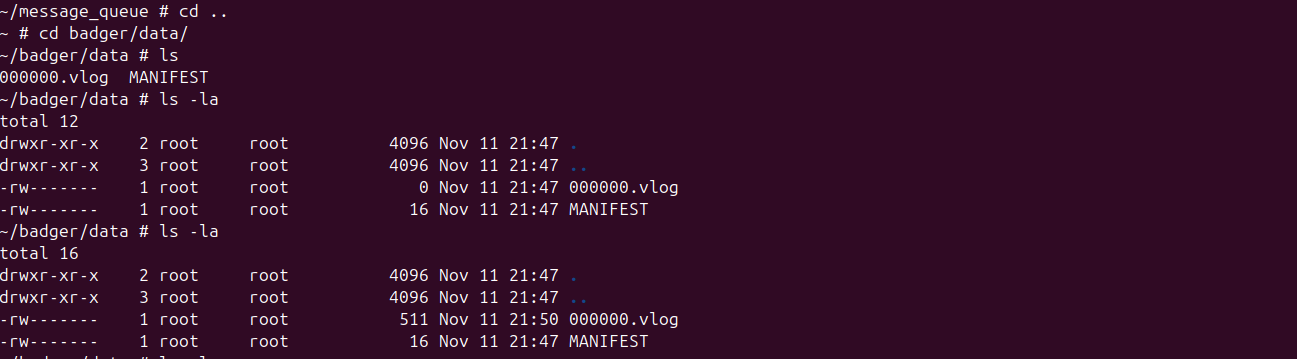 ~/message_queue # cd ..
~ # cd badger/data/
~/badger/data # ls
000000.vlog  MANIFEST
~/badger/data # ls -la
total 12
drwxr-xr-x    2 root     root          4096 Nov 11 21:47 .
drwxr-xr-x    3 root     root          4096 Nov 11 21:47 ..
-rw-------    1 root     root             0 Nov 11 21:47 000000.vlog
-rw-------    1 root     root            16 Nov 11 21:47 MANIFEST
~/badger/data # ls -la
total 16
drwxr-xr-x    2 root     root          4096 Nov 11 21:47 .
drwxr-xr-x    3 root     root          4096 Nov 11 21:47 ..
-rw-------    1 root     root           511 Nov 11 21:50 000000.vlog
-rw-------    1 root     root            16 Nov 11 21:47 MANIFEST